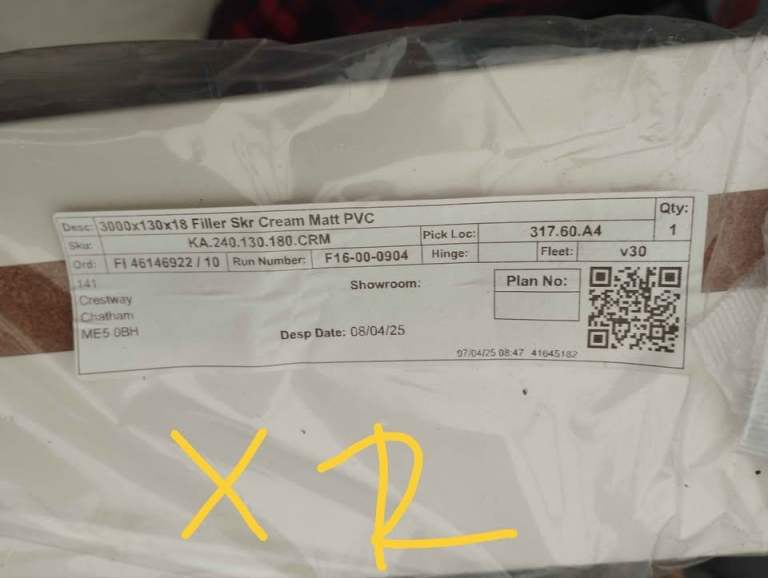 Desc: 3000x130x18 Filler Skr Cream Matt PVC Qty:
Sku: KA.240.130.180.CRM Pick Loc: 317.60.A4 1
Ord: FI 46146922 / 10 Run Number: F16-00-0904 Hinge: Fleet: v30
141 Showroom: Plan No:
Crestway
Chatham
ME5 0BH Desp Date: 08/04/25
07/04/25 08:47 41645182
X R